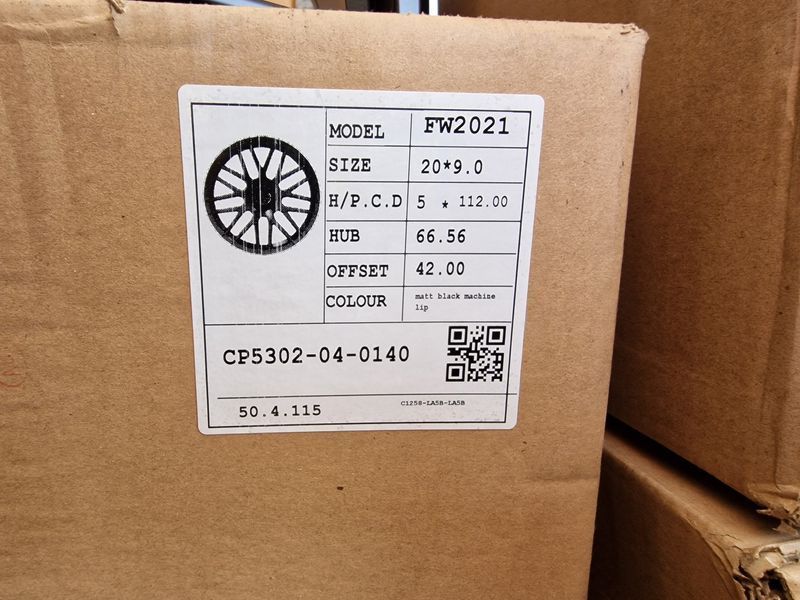 MODEL FW2021
SIZE 20*9.0
H/P.C.D 5 * 112.00
HUB 66.56
OFFSET 42.00
COLOUR matt black machine
lip
CP5302-04-0140
50.4.115 C1258-LA5B-LA5B